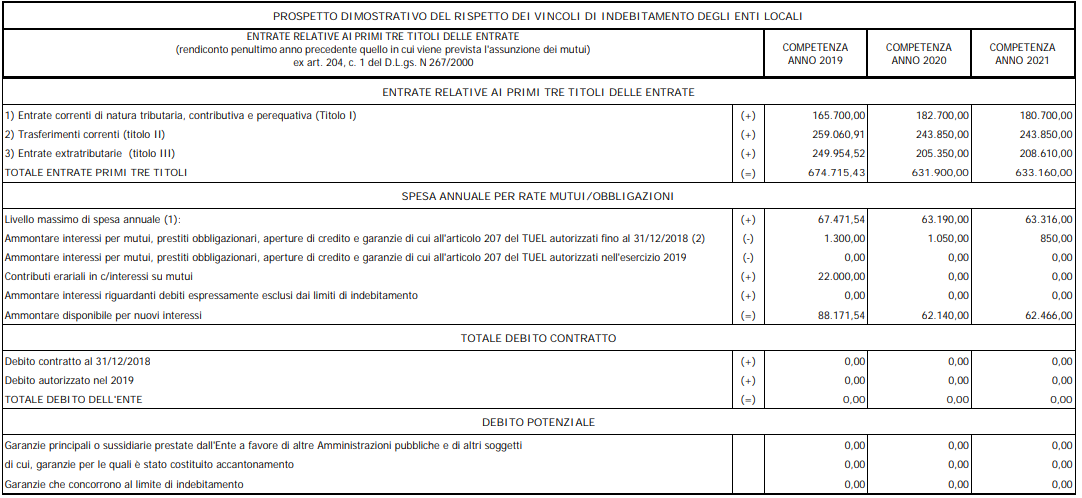 PROSPETTO DIMOSTRATIVO DEL RISPETTO DEI VINCOLI DI INDEBITAMENTO DEGLI ENTI LOCALI
ENTRATE RELATIVE AI PRIMI TRE TITOLI DELLE ENTRATE
(rendiconto penultimo anno precedente quello in cui viene prevista l'assunzione dei mutui)
ex art. 204, c. 1 del D.L.gs. N 267/2000
COMPETENZA ANNO 2019 COMPETENZA ANNO 2020 COMPETENZA ANNO 2021
ENTRATE RELATIVE AI PRIMI TRE TITOLI DELLE ENTRATE
1) Entrate correnti di natura tributaria, contributiva e perequativa (Titolo I) (+) 165.700,00 182.700,00 180.700,00
2) Trasferimenti correnti (titolo II) (+) 259.060,91 243.850,00 243.850,00
3) Entrate extratributarie (titolo III) (+) 249.954,52 205.350,00 208.610,00
TOTALE ENTRATE PRIMI TRE TITOLI (=) 674.715,43 631.900,00 633.160,00
SPESA ANNUALE PER RATE MUTUI/OBBLIGAZIONI
Livello massimo di spesa annuale (1): (+) 67.471,54 63.190,00 63.316,00
Ammontare interessi per mutui, prestiti obbligazionari, aperture di credito e garanzie di cui all'articolo 207 del TUEL autorizzati fino al 31/12/2018 (2) (-) 1.300,00 1.050,00 850,00
Ammontare interessi per mutui, prestiti obbligazionari, aperture di credito e garanzie di cui all'articolo 207 del TUEL autorizzati nell'esercizio 2019 (-) 0,00 0,00 0,00
Contributi erariali in c/interessi su mutui (+) 22.000,00 0,00 0,00
Ammontare interessi riguardanti debiti espressamente esclusi dai limiti di indebitamento (+) 0,00 0,00 0,00
Ammontare disponibile per nuovi interessi (=) 88.171,54 62.140,00 62.466,00
TOTALE DEBITO CONTRATTO
Debito contratto al 31/12/2018 (+) 0,00 0,00 0,00
Debito autorizzato nel 2019 (+) 0,00 0,00 0,00
TOTALE DEBITO DELL'ENTE (=) 0,00 0,00 0,00
DEBITO POTENZIALE
Garanzie principali o sussidiarie prestate dall'Ente a favore di altre Amministrazioni pubbliche e di altri soggetti 0,00 0,00 0,00
di cui, garanzie per le quali è stato costituito accantonamento 0,00 0,00 0,00
Garanzie che concorrono al limite di indebitamento 0,00 0,00 0,00